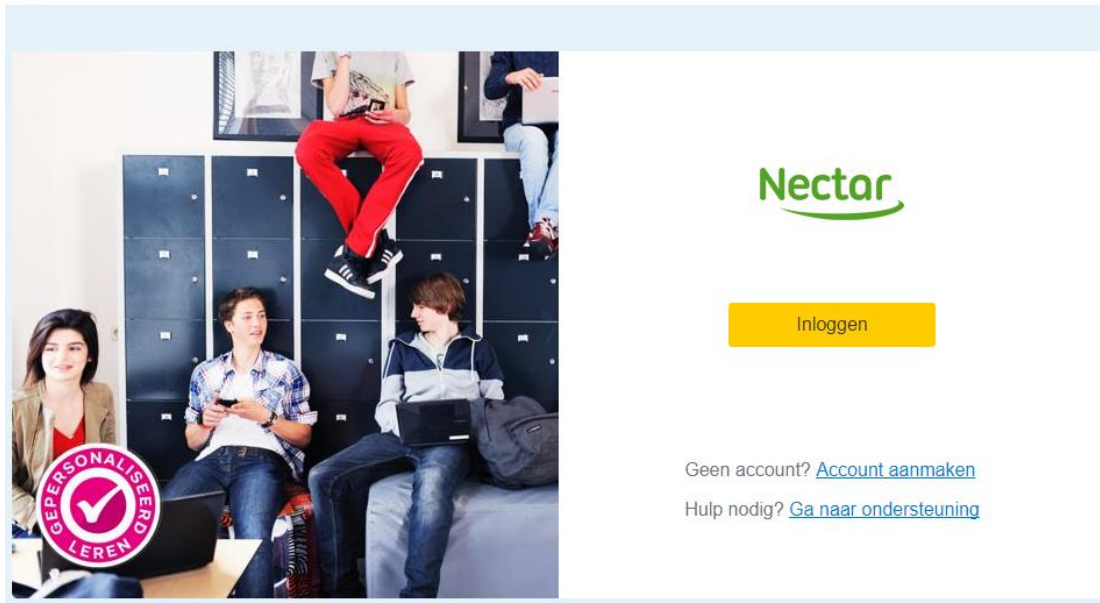 GEPERSONALISEERD
LEREN
Nectar
Inloggen
Geen account? Account aanmaken
Hulp nodig? Ga naar ondersteuning